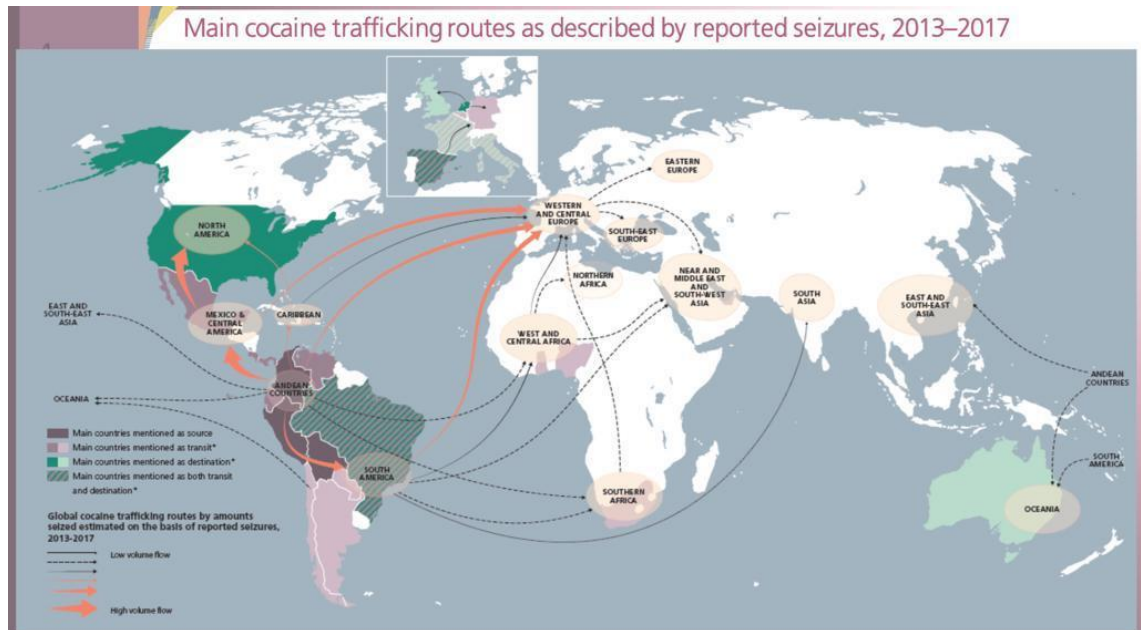 Main cocaine trafficking routes as described by reported seizures, 2013–2017
EASTERN
EUROPE
WESTERN
AND CENTRAL
EUROPE
NORTH
AMERICA
SOUTH-EAST
EUROPE
NORTHERN
AFRICA
NEAR AND
MIDDLE EAST
AND
SOUTH-WEST
ASIA
SOUTH
ASIA
EAST AND
SOUTH-EAST
ASIA
EAST AND
SOUTH-EAST
ASIA
MEXICO &
CENTRAL
AMERICA
CARIBBEAN
WEST AND
CENTRAL AFRICA
ANDEAN
COUNTRIES
ANDEAN
COUNTRIES
OCEANIA
Main countries mentioned as source
Main countries mentioned as transit*
Main countries mentioned as destination*
Main countries mentioned as both transit
and destination*
SOUTH
AMERICA
SOUTH
AMERICA
SOUTHERN
AFRICA
OCEANIA
Global cocaine trafficking routes by amounts
seized estimated on the basis of reported seizures,
2013-2017
Low volume flow
High volume flow